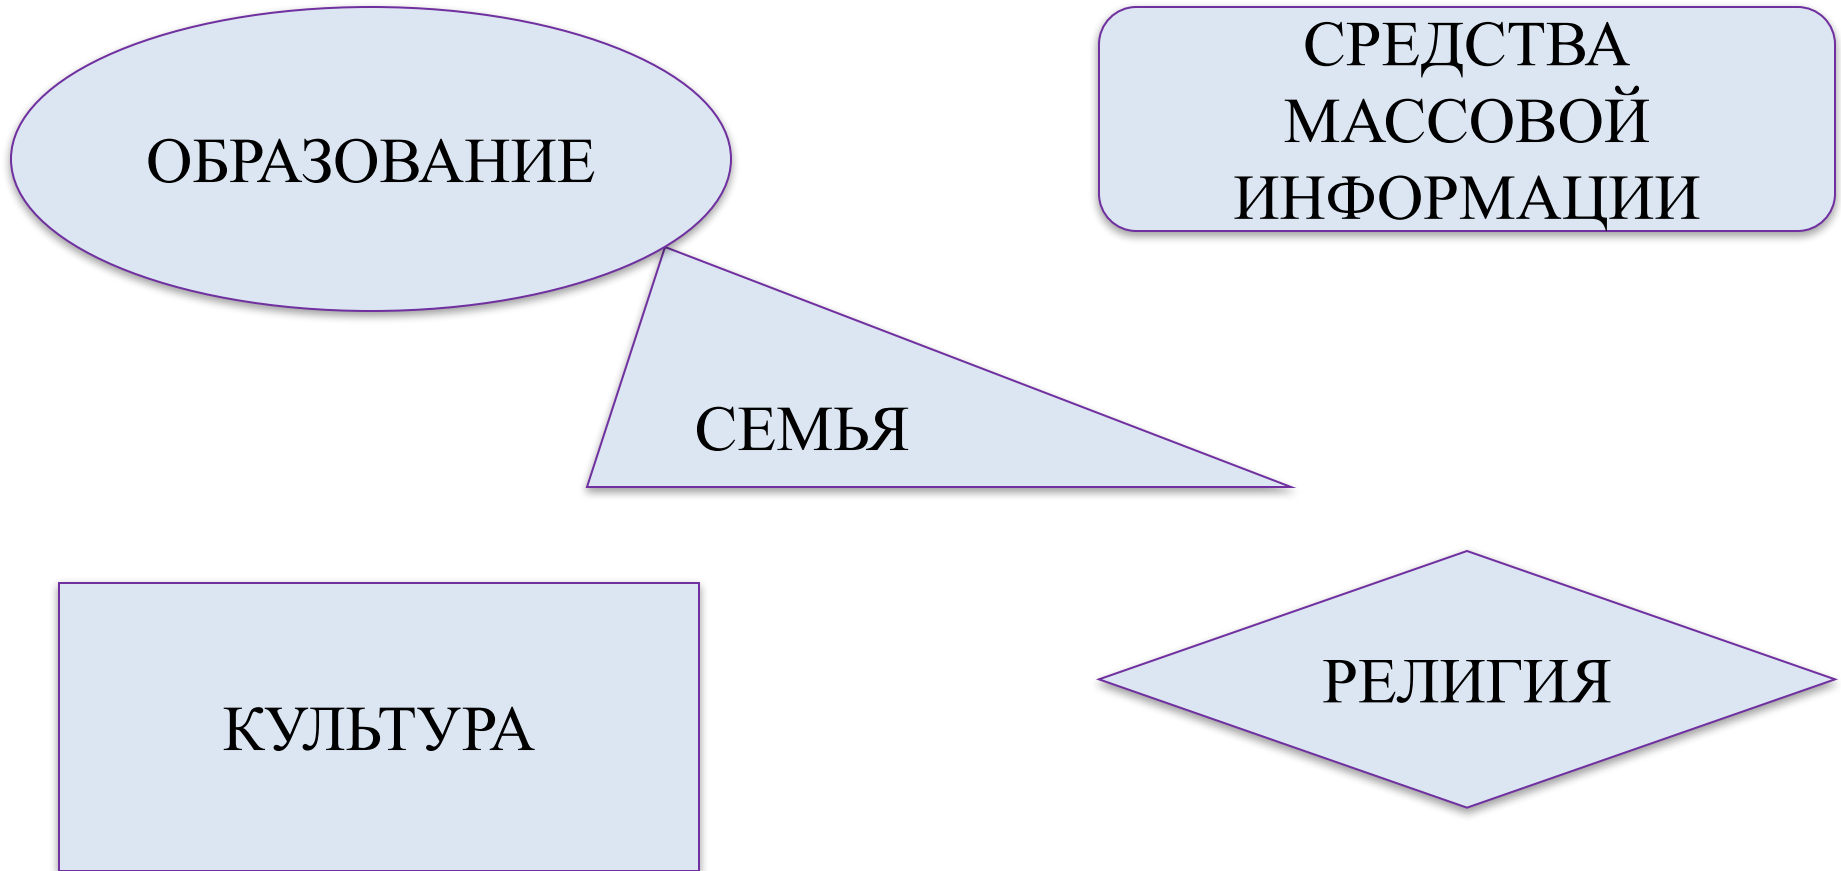 ОБРАЗОВАНИЕ
СРЕДСТВА
МАССОВОЙ
ИНФОРМАЦИИ
СЕМЬЯ
КУЛЬТУРА
РЕЛИГИЯ